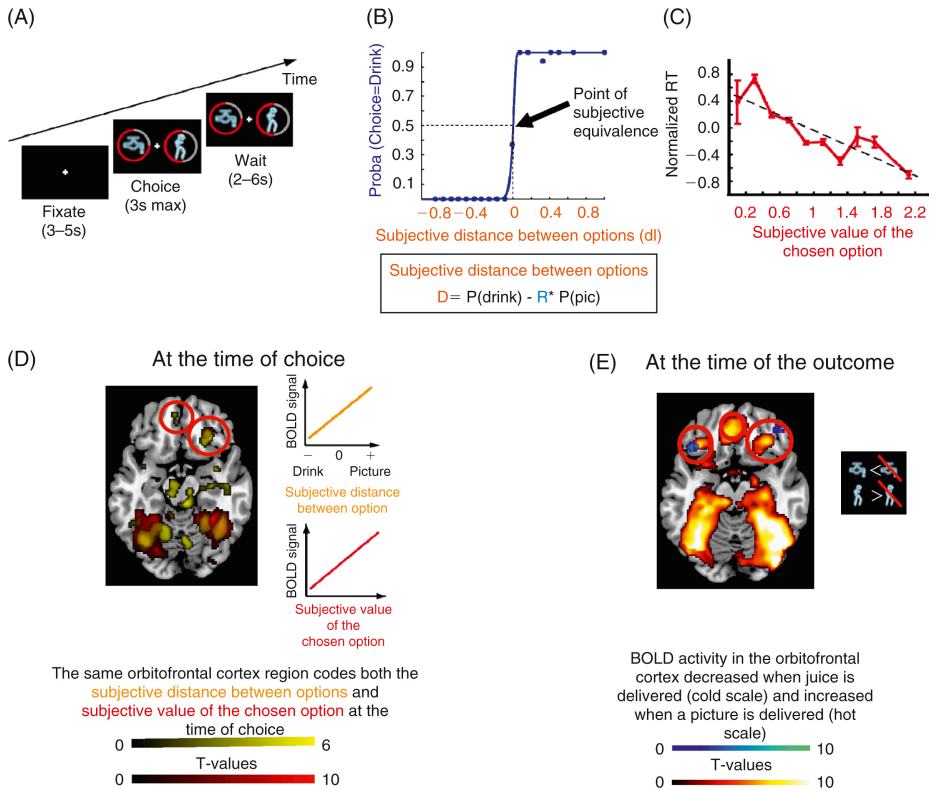 (A)
Time
Fixate
(3–5s)
Choice
(3s max)
Wait
(2–6s)
(B)
Proba (Choice=Drink)
0.9
0.7
0.5
0.3
0.1
Point of
subjective
equivalence
−0.8 −0.4 0 0.4 0.8
Subjective distance between options (dl)
Subjective distance between options
D= P(drink) - R* P(pic)
(C)
Normalized RT
0.8
0.4
0.0
−0.4
−0.8
0.2 0.6 1 1.4 1.8 2.2
Subjective value of the
chosen option
(D) At the time of choice
BOLD signal
− 0 +
Drink Picture
Subjective distance
between option
BOLD signal
Subjective value
of the
chosen option
The same orbitofrontal cortex region codes both the
subjective distance between options and
subjective value of the chosen option at the
time of choice
0 6
T-values
0 10
(E) At the time of the outcome
<
>
BOLD activity in the orbitofrontal
cortex decreased when juice is
delivered (cold scale) and increased
when a picture is delivered (hot
scale)
0 10
T-values
0 10